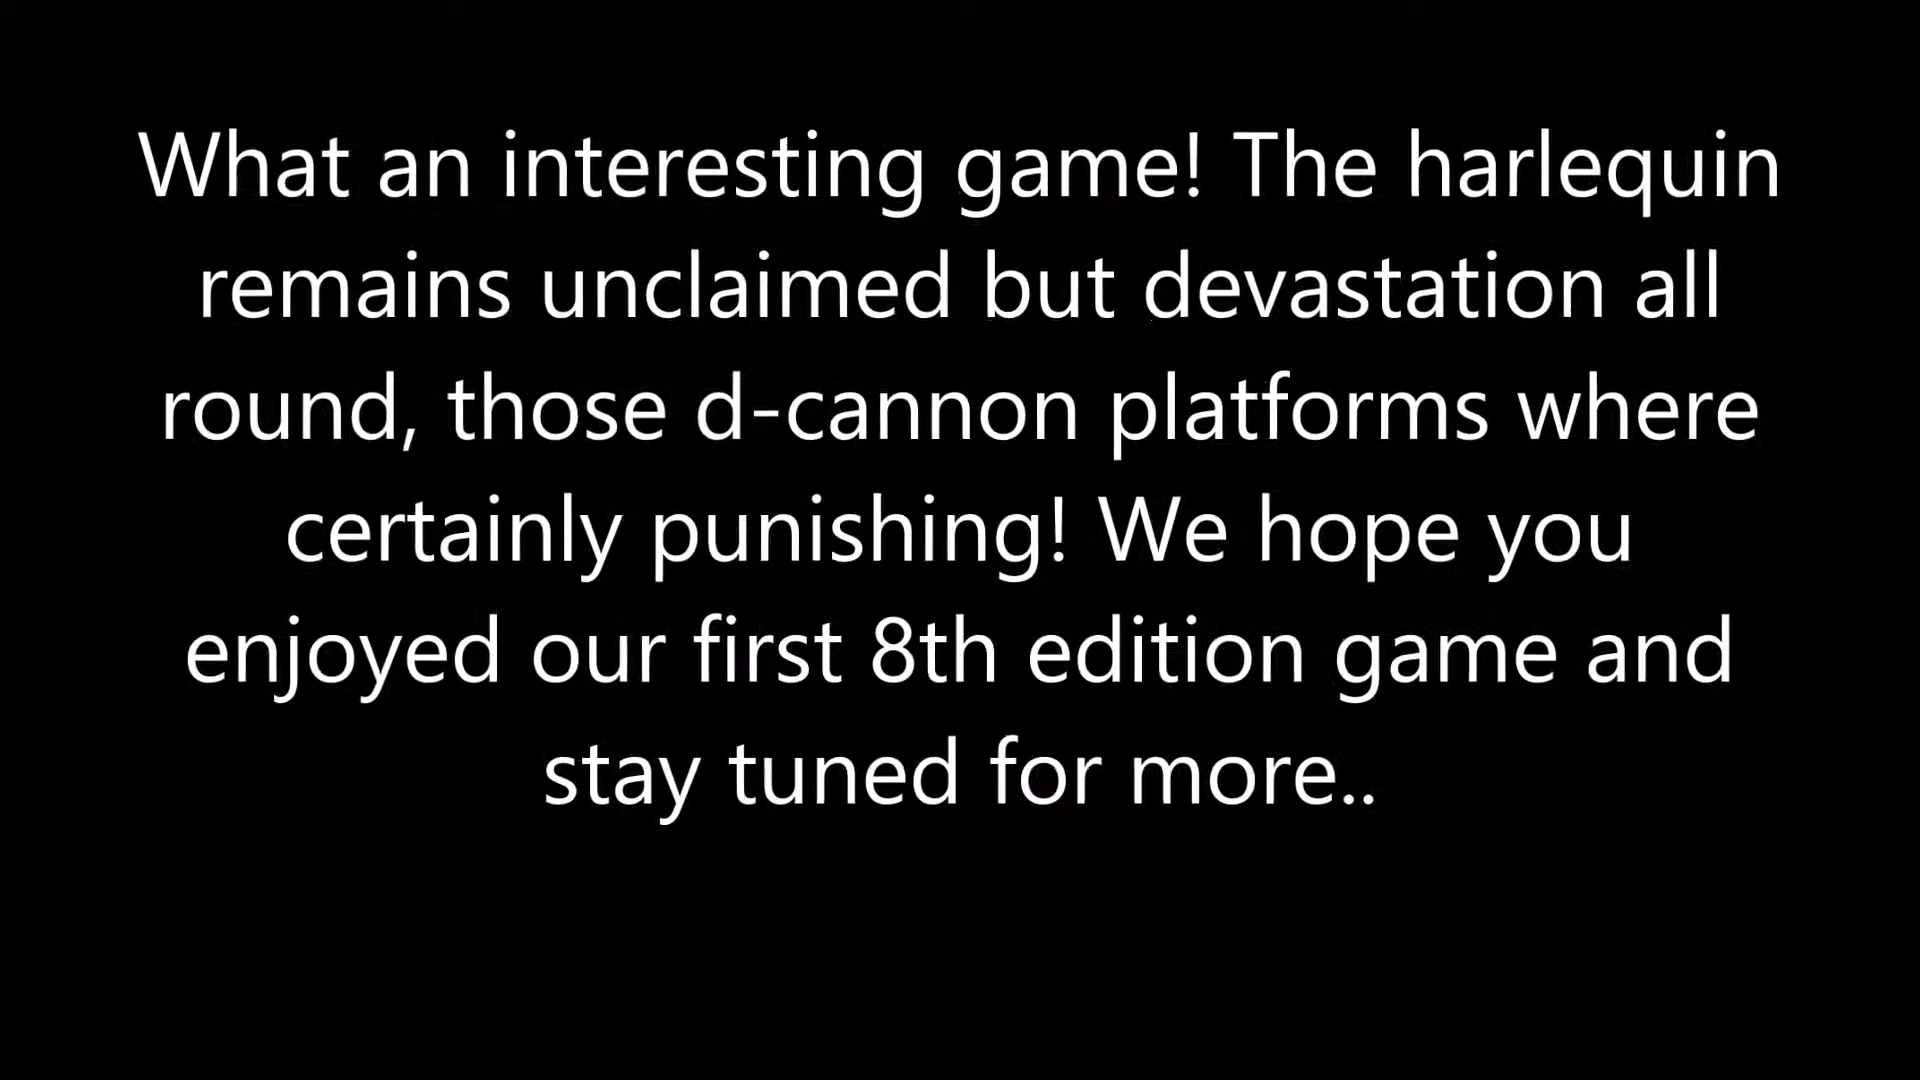 What an interesting game! The harlequin
remains unclaimed but devastation all
round, those d-cannon platforms where
certainly punishing! We hope you
enjoyed our first 8th edition game and
stay tuned for more..